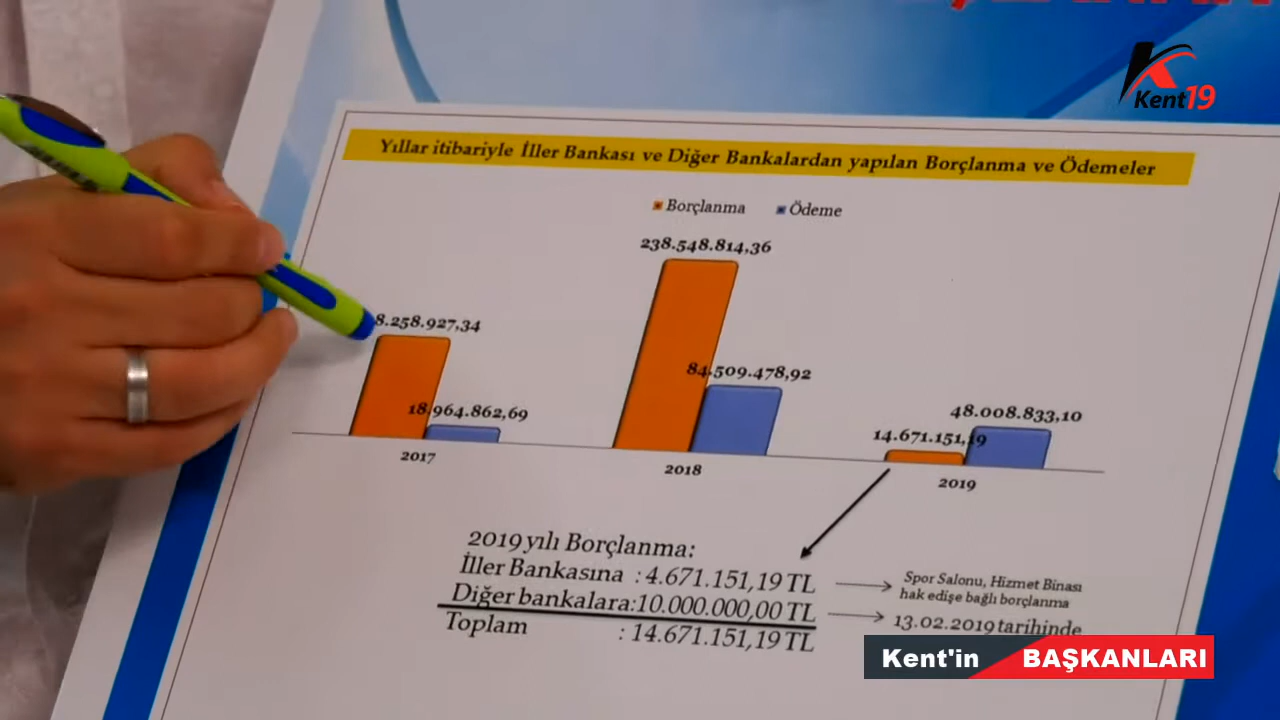 Kent19
Yıllar itibariyle İller Bankası ve Diğer Bankalardan yapılan Borçlanma ve Ödemeler
Borçlanma Ödeme
238.548.814,36
8.258.927,34
84.509.478,92
18.964.862,69
48.008.833,10
14.671.151,19
2017
2018
2019
2019 yılı Borçlanma:
İller Bankasına : 4.671.151,19 TL
Spor Salonu, Hizmet Binası
hak edişe bağlı borçlanma
Diğer bankalara:10.000.000,00 TL
13.02.2019 tarihinde
Toplam : 14.671.151,19 TL
Kent'in BAŞKANLARI